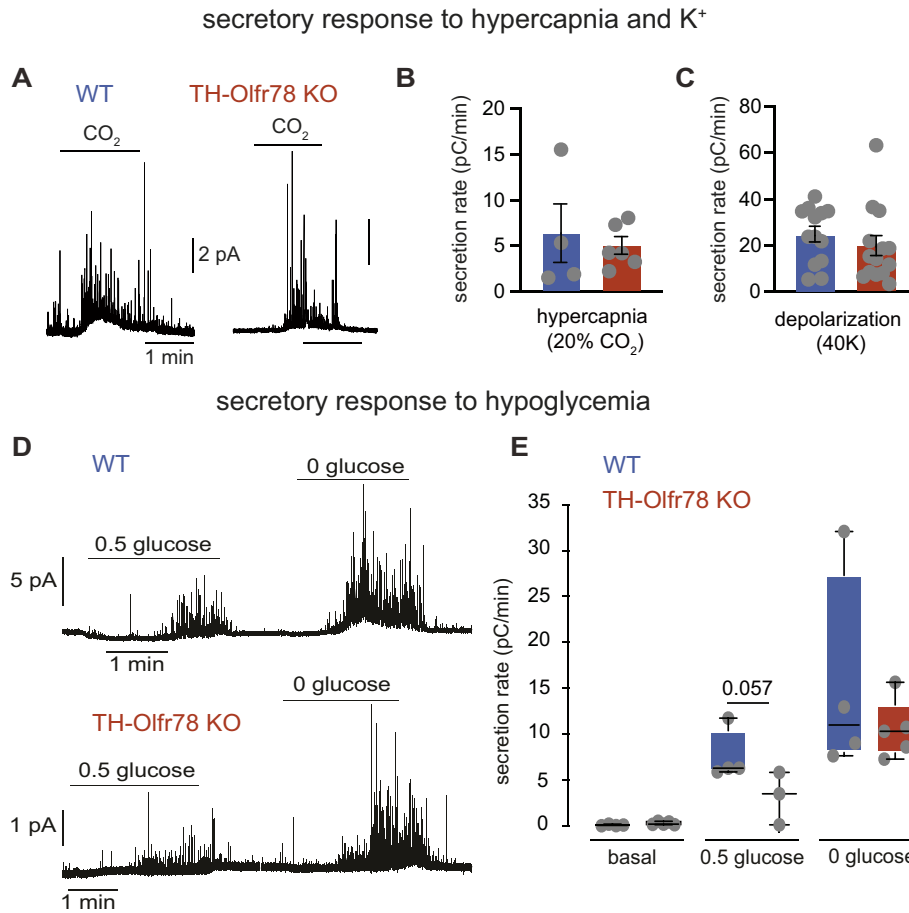 secretory response to hypercapnia and K⁺
A
WT
TH-Olfr78 KO
CO₂
CO₂
2 pA
1 min
B
secretion rate (pC/min)
20
15
10
5
0
hypercapnia
(20% CO₂)
C
secretion rate (pC/min)
80
60
40
20
0
depolarization
(40K)
secretory response to hypoglycemia
D
WT
0 glucose
0.5 glucose
5 pA
1 min
TH-Olfr78 KO
0 glucose
0.5 glucose
1 pA
1 min
E
WT
TH-Olfr78 KO
secretion rate (pC/min)
35
30
25
20
15
10
5
0
0.057
basal
0.5 glucose
0 glucose